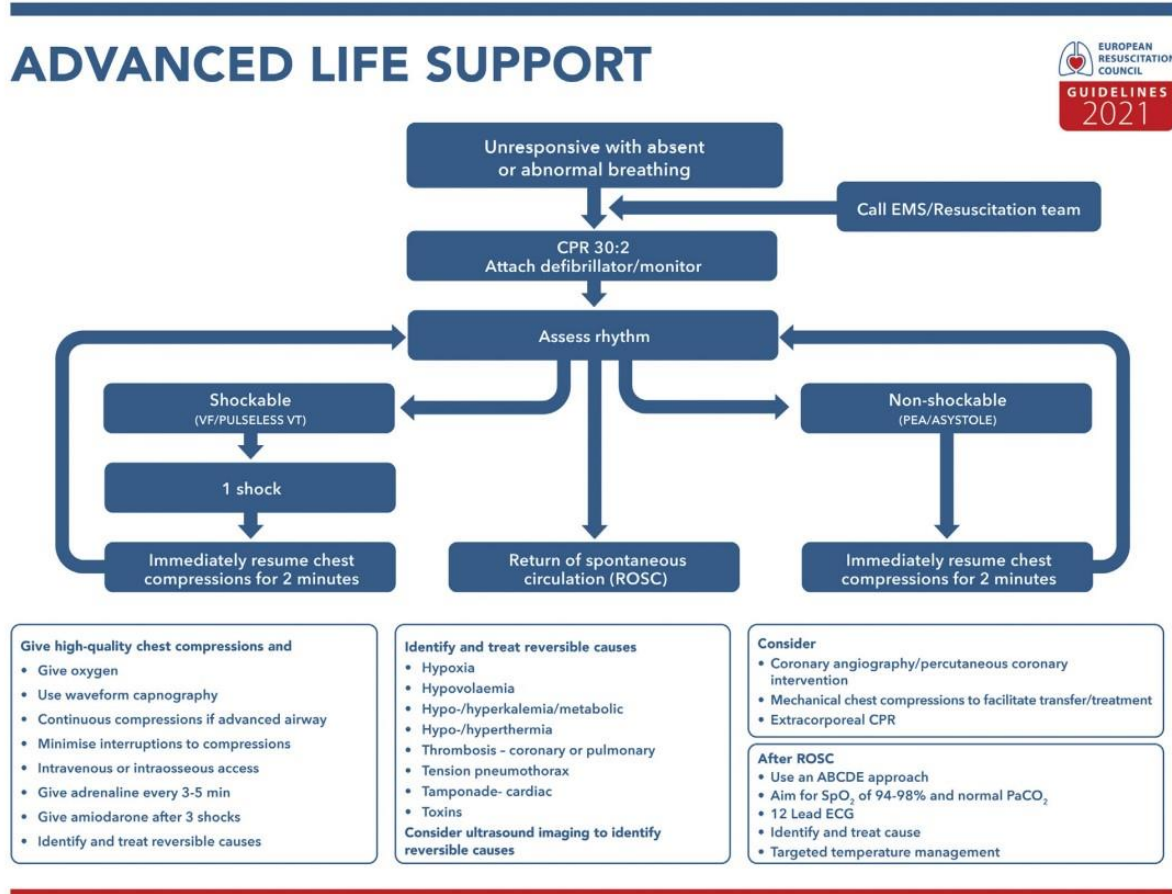 ADVANCED LIFE SUPPORT
EUROPEAN
RESUSCITATION
COUNCIL
GUIDELINES
2021
Unresponsive with absent
or abnormal breathing
Call EMS/Resuscitation team
CPR 30:2
Attach defibrillator/monitor
Assess rhythm
Shockable
(VF/PULSELESS VT)
Non-shockable
(PEA/ASYSTOLE)
1 shock
Immediately resume chest
compressions for 2 minutes
Return of spontaneous
circulation (ROSC)
Immediately resume chest
compressions for 2 minutes
Give high-quality chest compressions and
• Give oxygen
• Use waveform capnography
• Continuous compressions if advanced airway
• Minimise interruptions to compressions
• Intravenous or intraosseous access
• Give adrenaline every 3-5 min
• Give amiodarone after 3 shocks
• Identify and treat reversible causes
Identify and treat reversible causes
• Hypoxia
• Hypovolaemia
• Hypo-/hyperkalemia/metabolic
• Hypo-/hyperthermia
• Thrombosis – coronary or pulmonary
• Tension pneumothorax
• Tamponade- cardiac
• Toxins
Consider ultrasound imaging to identify
reversible causes
Consider
• Coronary angiography/percutaneous coronary
intervention
• Mechanical chest compressions to facilitate transfer/treatment
• Extracorporeal CPR
After ROSC
• Use an ABCDE approach
• Aim for SpO₂ of 94-98% and normal PaCO₂
• 12 Lead ECG
• Identify and treat cause
• Targeted temperature management